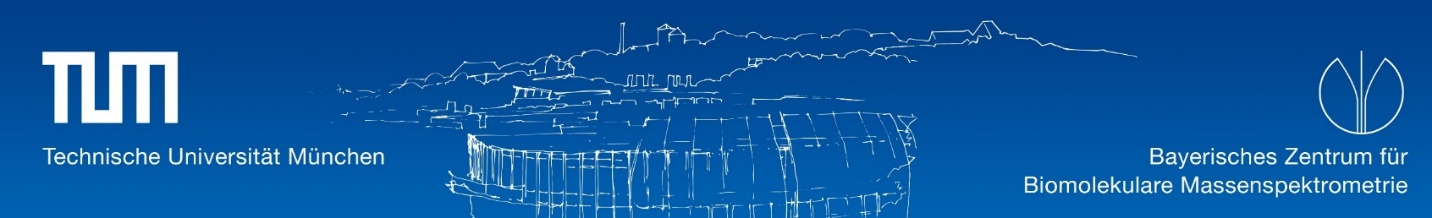 TUM
Technische Universität München
Bayerisches Zentrum für
Biomolekulare Massenspektrometrie